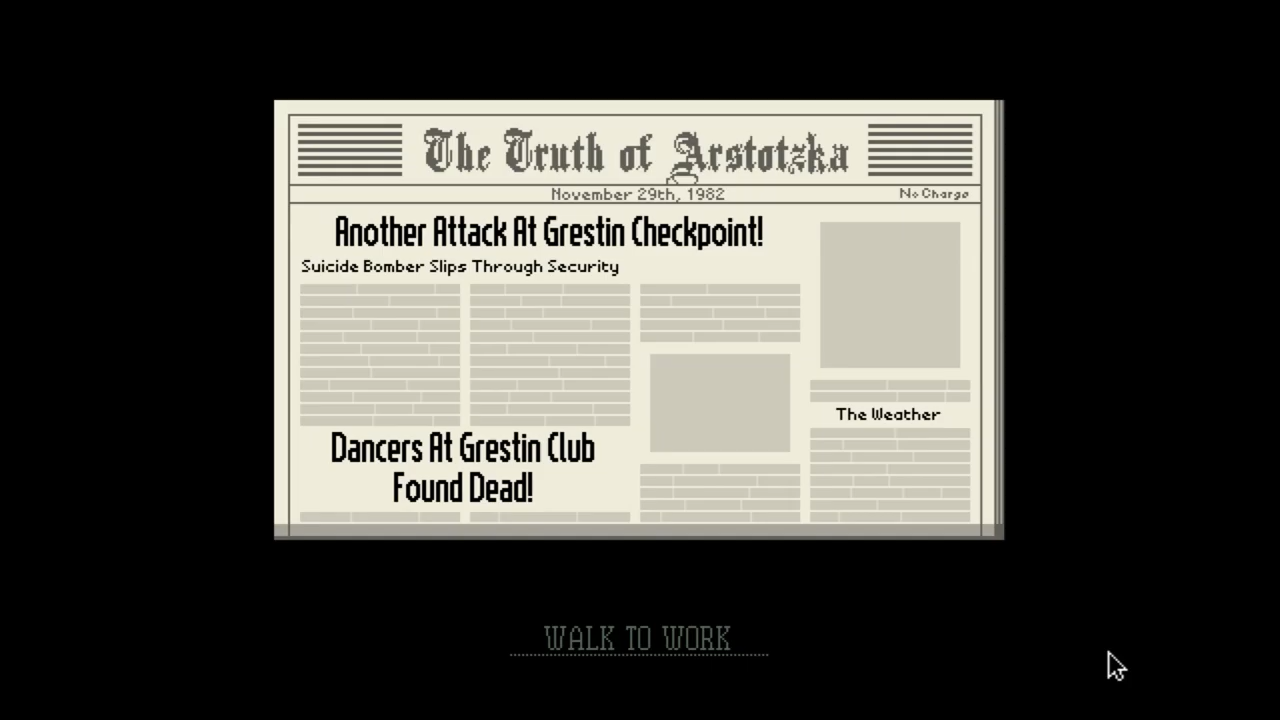 The Truth of Arstotzka
November 29th, 1982
No Charge
Another Attack At Grestin Checkpoint!
Suicide Bomber Slips Through Security
The Weather
Dancers At Grestin Club
Found Dead!
WALK TO WORK